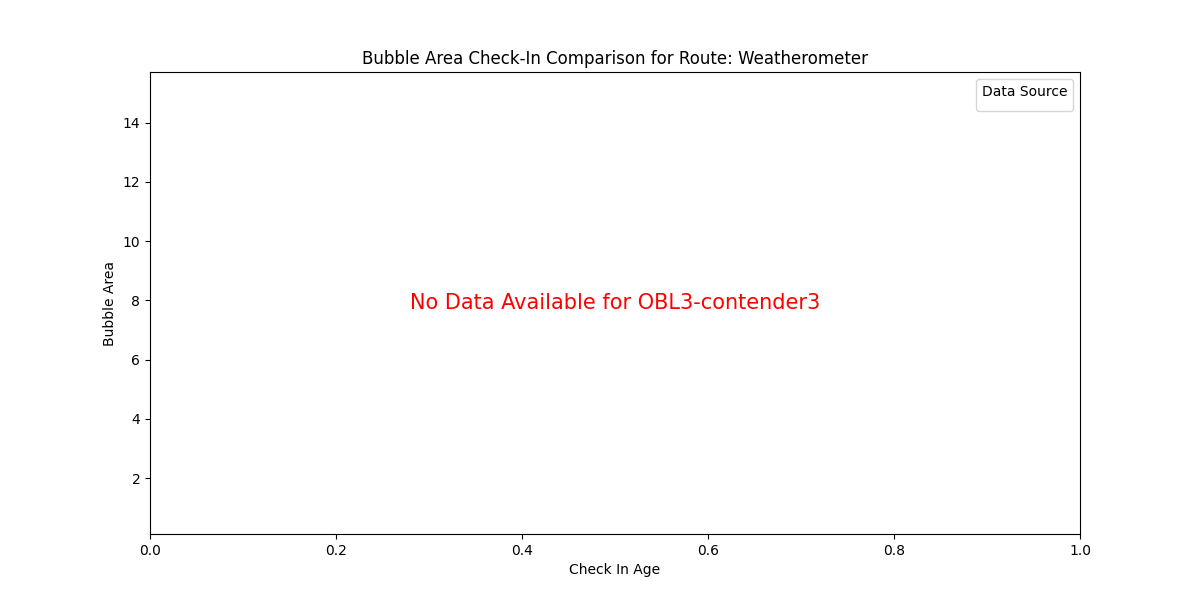 Bubble Area Check-In Comparison for Route: Weatherometer
Data Source
14
12
10
8
6
4
2
Bubble Area
No Data Available for OBL3-contender3
0.0 0.2 0.4 0.6 0.8 1.0
Check In Age